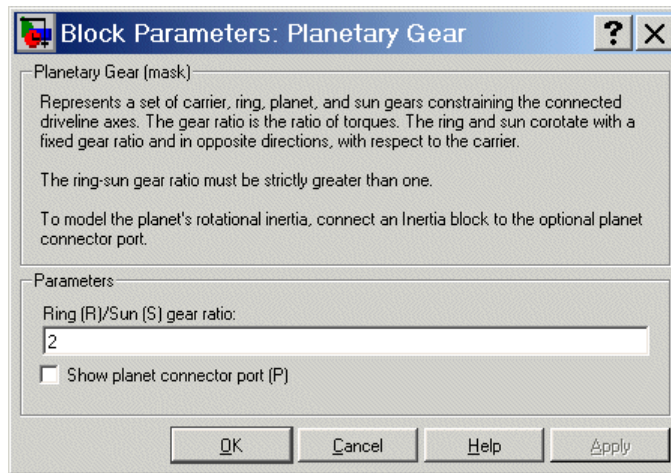 Block Parameters: Planetary Gear
?
Planetary Gear (mask)
Represents a set of carrier, ring, planet, and sun gears constraining the connected
driveline axes. The gear ratio is the ratio of torques. The ring and sun corotate with a
fixed gear ratio and in opposite directions, with respect to the carrier.
The ring-sun gear ratio must be strictly greater than one.
To model the planet's rotational inertia, connect an Inertia block to the optional planet
connector port.
Parameters
Ring (R)/Sun (S) gear ratio:
2
Show planet connector port (P)
OK Cancel Help Apply